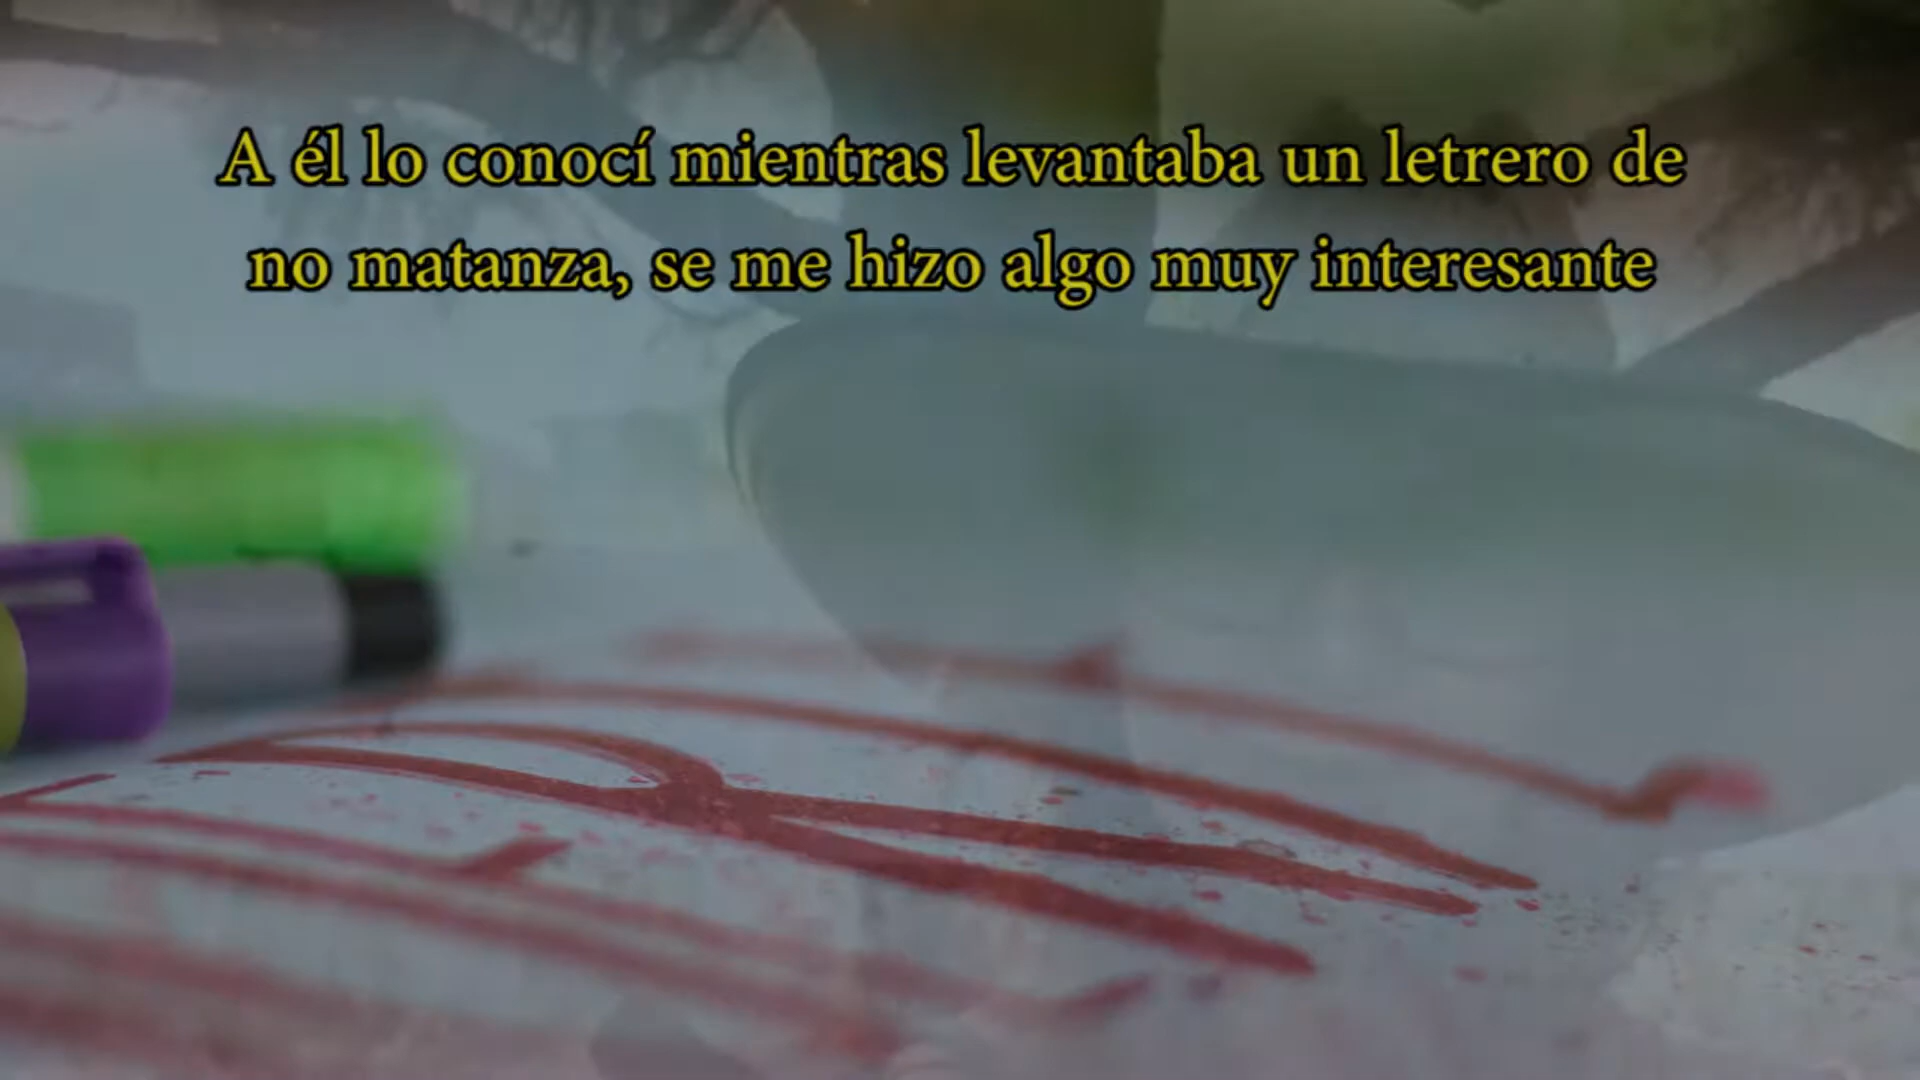 A él lo conocí mientras levantaba un letrero de
no matanza, se me hizo algo muy interesante